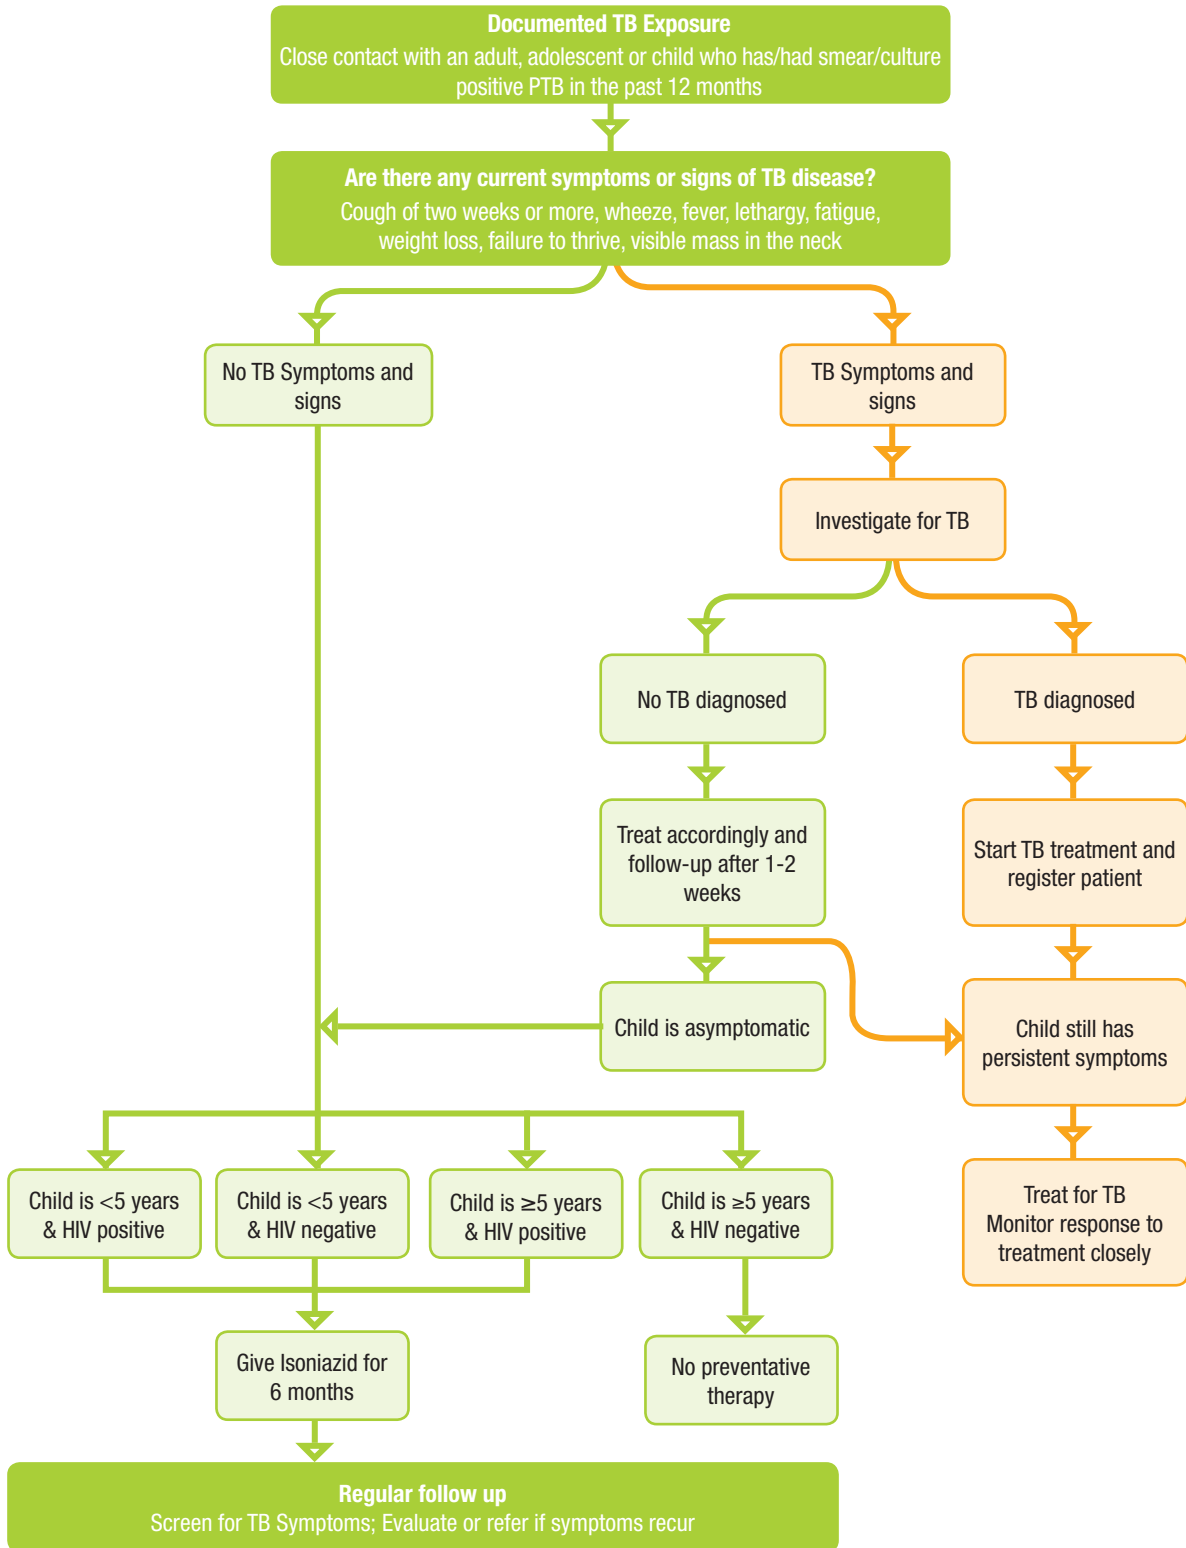 Documented TB Exposure
Close contact with an adult, adolescent or child who has/had smear/culture
positive PTB in the past 12 months
Are there any current symptoms or signs of TB disease?
Cough of two weeks or more, wheeze, fever, lethargy, fatigue,
weight loss, failure to thrive, visible mass in the neck
No TB Symptoms and
signs
TB Symptoms and
signs
Investigate for TB
No TB diagnosed
TB diagnosed
Treat accordingly and
follow-up after 1-2
weeks
Start TB treatment and
register patient
Child is asymptomatic
Child still has
persistent symptoms
Child is <5 years
& HIV positive
Child is <5 years
& HIV negative
Child is ≥5 years
& HIV positive
Child is ≥5 years
& HIV negative
Treat for TB
Monitor response to
treatment closely
Give Isoniazid for
6 months
No preventative
therapy
Regular follow up
Screen for TB Symptoms; Evaluate or refer if symptoms recur